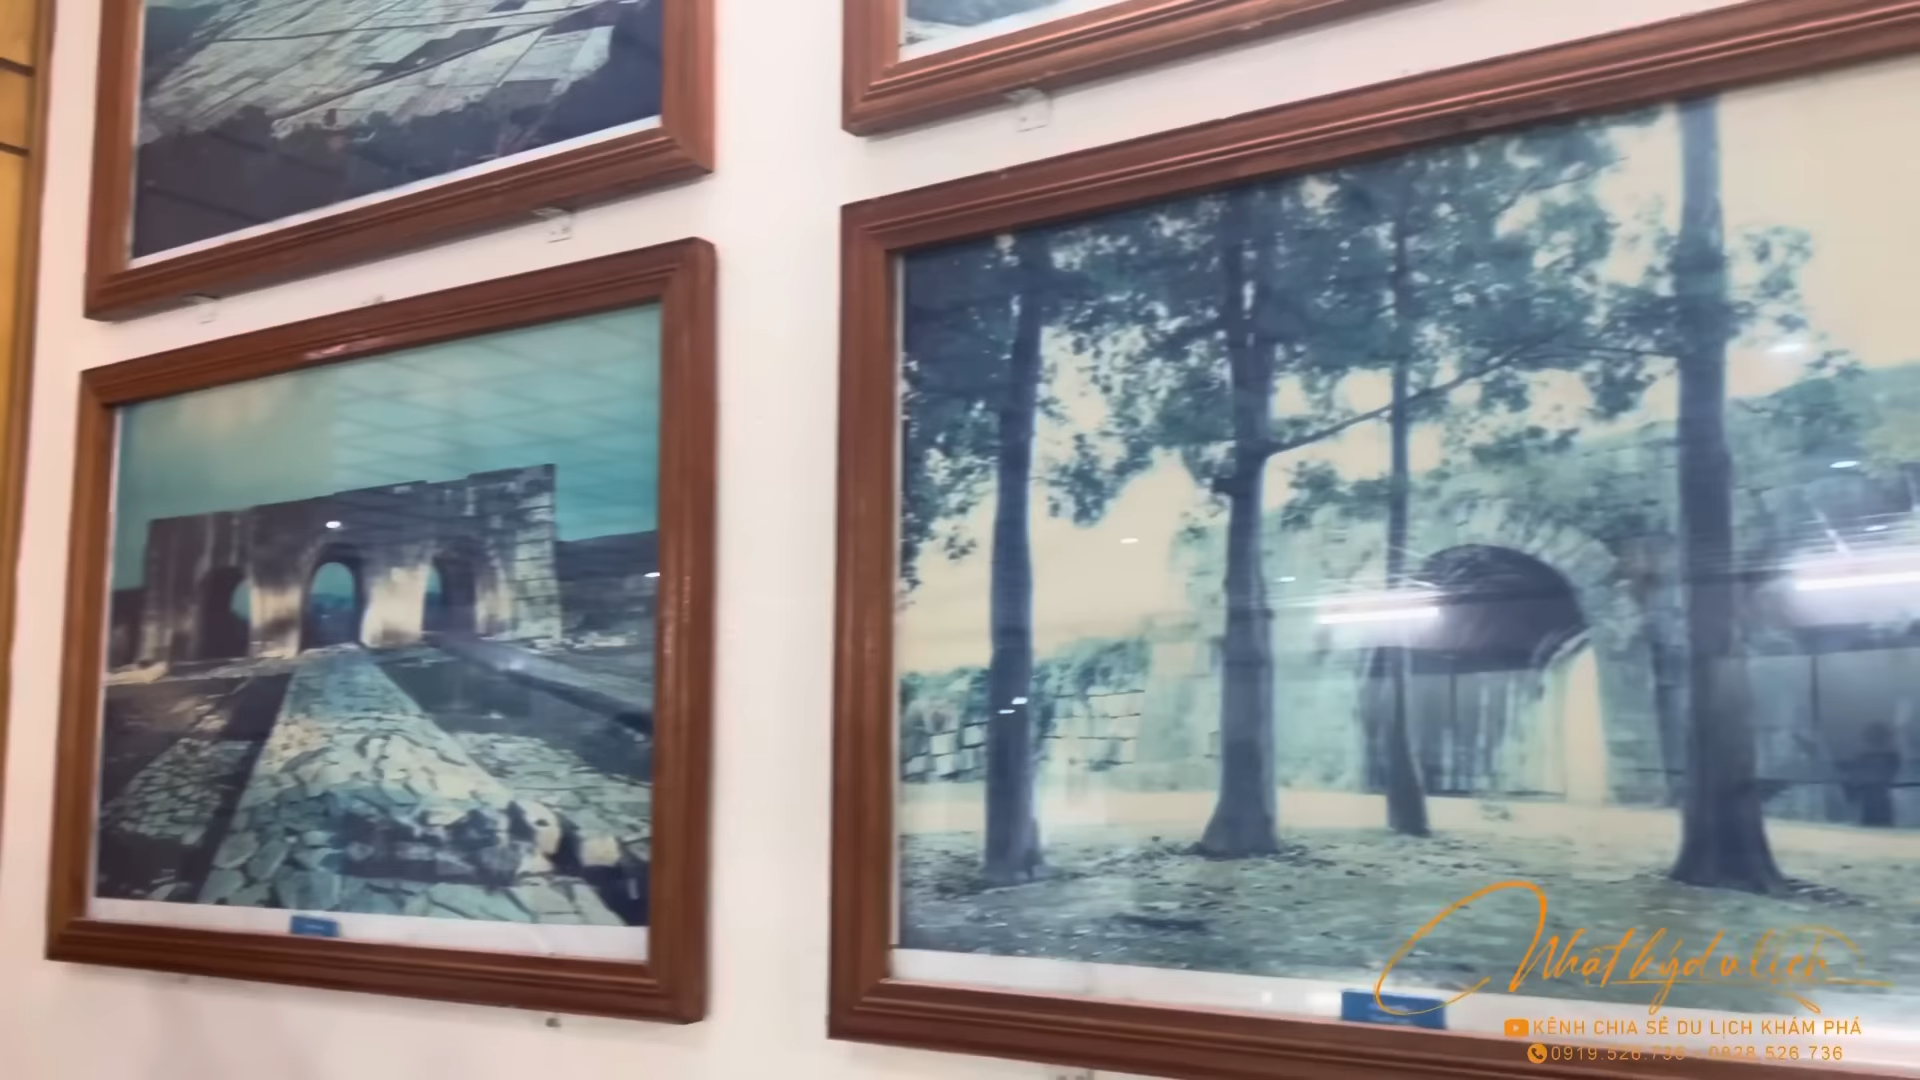 Nhật ký du lịch
KÊNH CHIA SẺ DU LỊCH KHÁM PHÁ
0919.526.736 - 0828.526.736